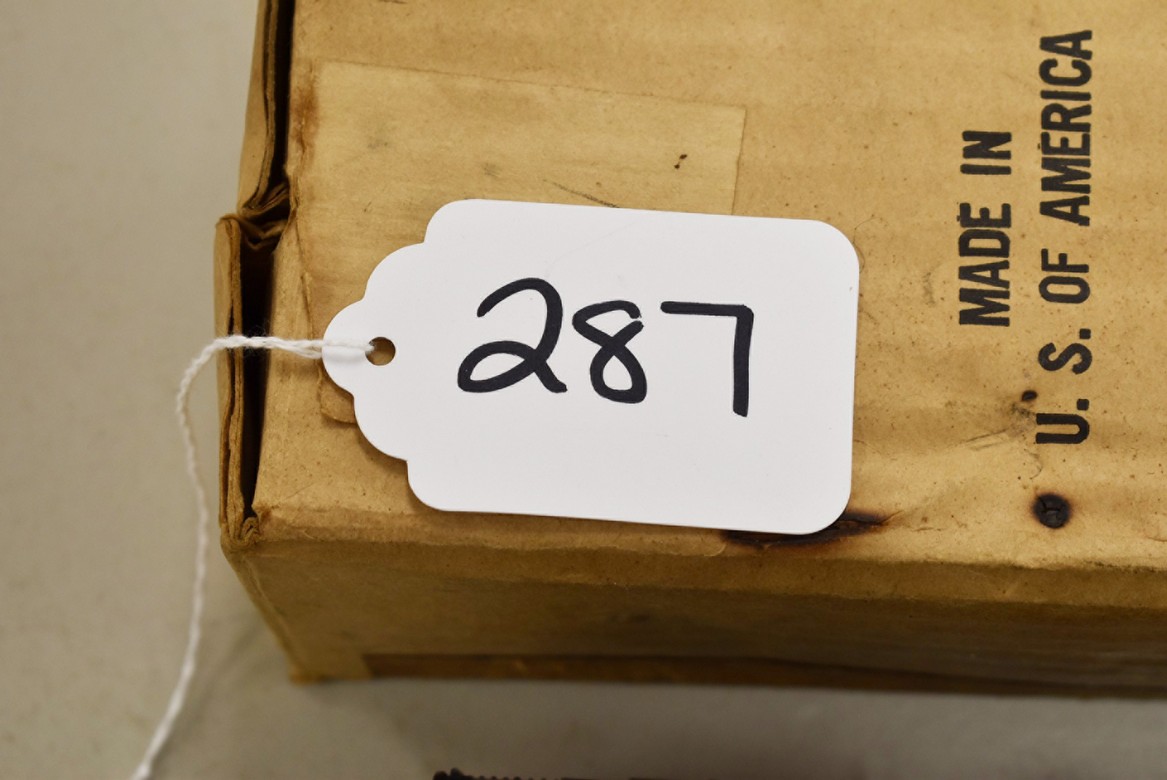 287
MADE IN
U. S. OF AMERICA